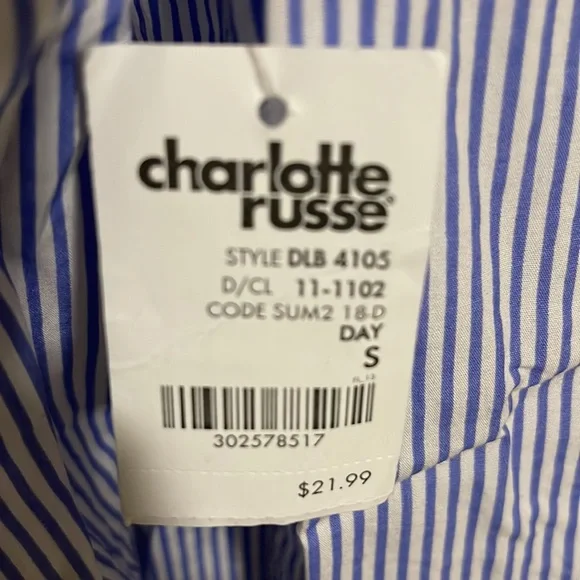 charlotte
russe
STYLE DLB 4105
D/CL 11-1102
CODE SUM2 18-D
DAY
S
302578517
$21.99